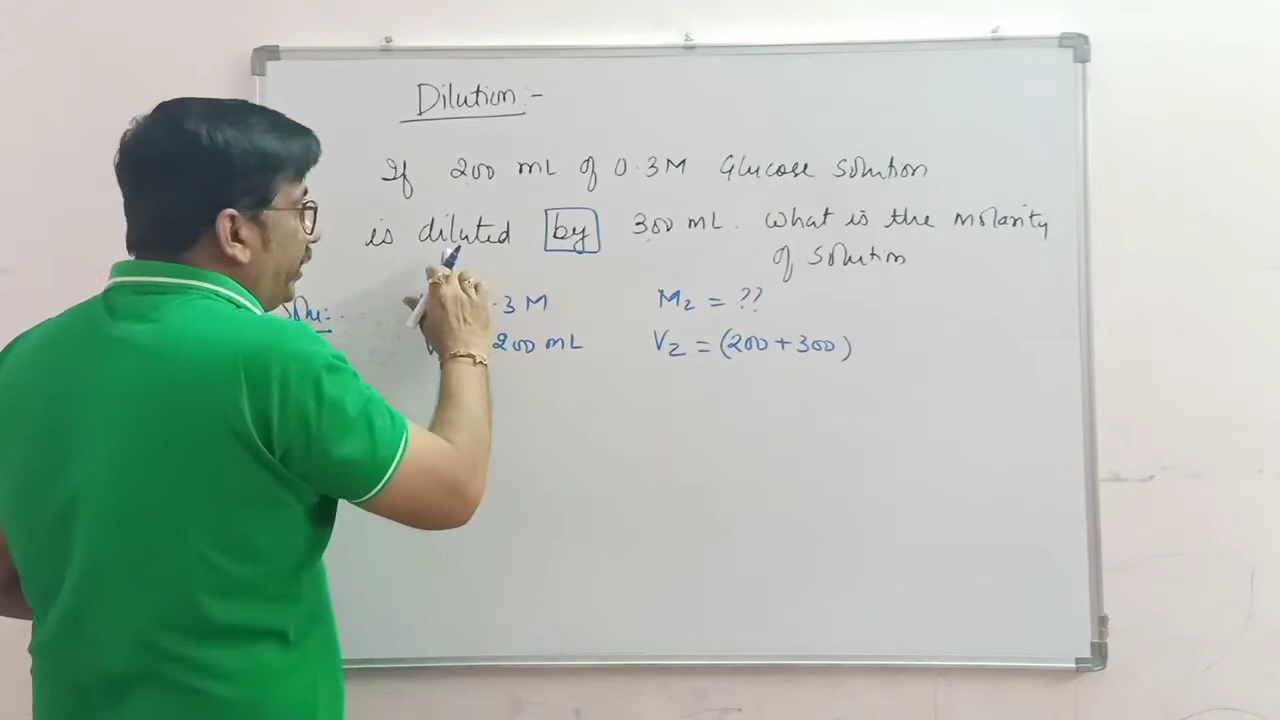 Dilution :-
If 200 mL of 0.3M Glucose Solution
is diluted by 300 mL. What is the molarity
of solution
Solu:-
.3 M M2 = ??
200 mL V2 = (200 + 300)